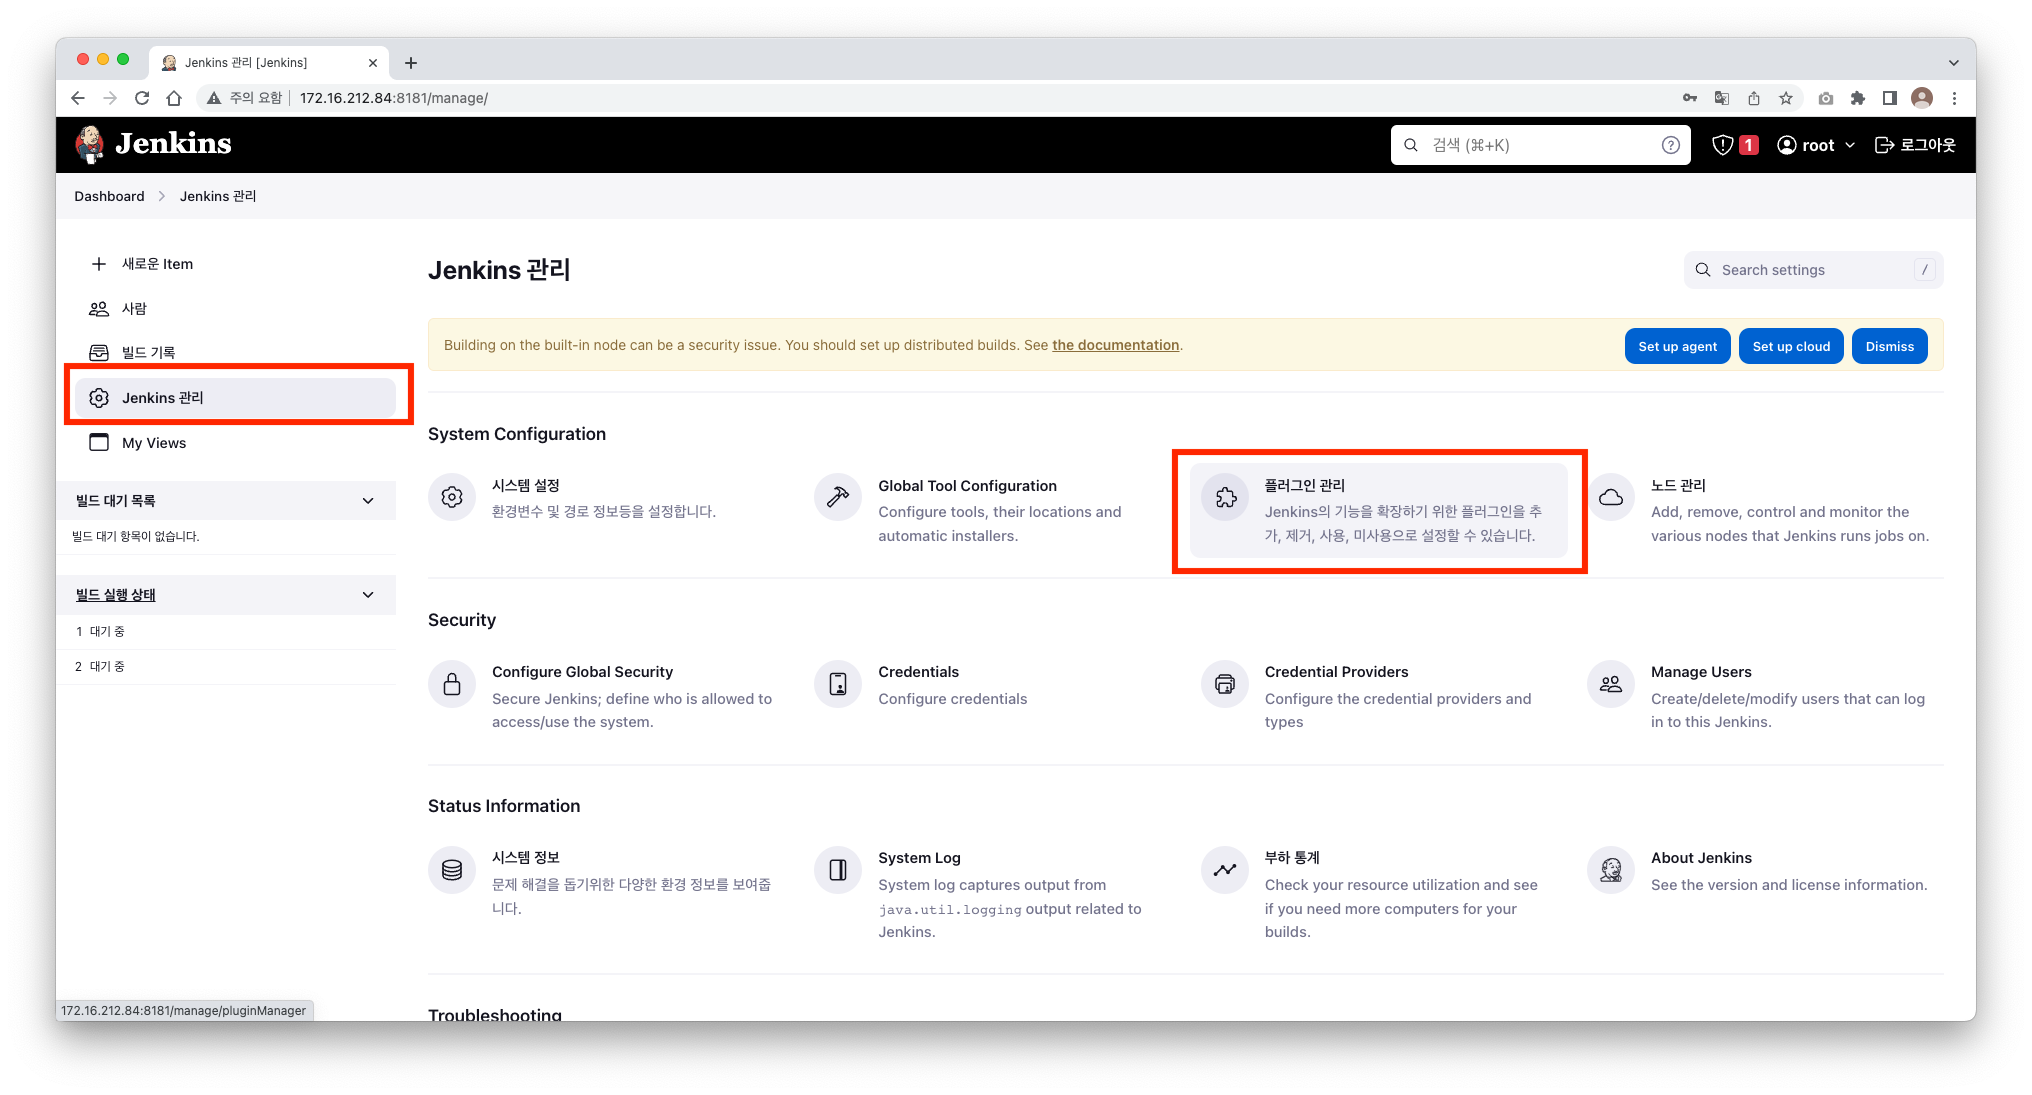 Jenkins 관리 [Jenkins]
주의 요함 172.16.212.84:8181/manage/
Jenkins
검색 (⌘+K)
1
root
로그아웃
Dashboard
Jenkins 관리
새로운 Item
사람
빌드 기록
Jenkins 관리
My Views
빌드 대기 목록
빌드 대기 항목이 없습니다.
빌드 실행 상태
1 대기 중
2 대기 중
Jenkins 관리
Search settings /
Building on the built-in node can be a security issue. You should set up distributed builds. See the documentation.
Set up agent
Set up cloud
Dismiss
System Configuration
시스템 설정
환경변수 및 경로 정보등을 설정합니다.
Global Tool Configuration
Configure tools, their locations and
automatic installers.
플러그인 관리
Jenkins의 기능을 확장하기 위한 플러그인을 추
가, 제거, 사용, 미사용으로 설정할 수 있습니다.
노드 관리
Add, remove, control and monitor the
various nodes that Jenkins runs jobs on.
Security
Configure Global Security
Secure Jenkins; define who is allowed to
access/use the system.
Credentials
Configure credentials
Credential Providers
Configure the credential providers and
types
Manage Users
Create/delete/modify users that can log
in to this Jenkins.
Status Information
시스템 정보
문제 해결을 돕기위한 다양한 환경 정보를 보여줍
니다.
System Log
System log captures output from
java.util.logging output related to
Jenkins.
부하 통계
Check your resource utilization and see
if you need more computers for your
builds.
About Jenkins
See the version and license information.
Troubleshooting
172.16.212.84:8181/manage/pluginManager